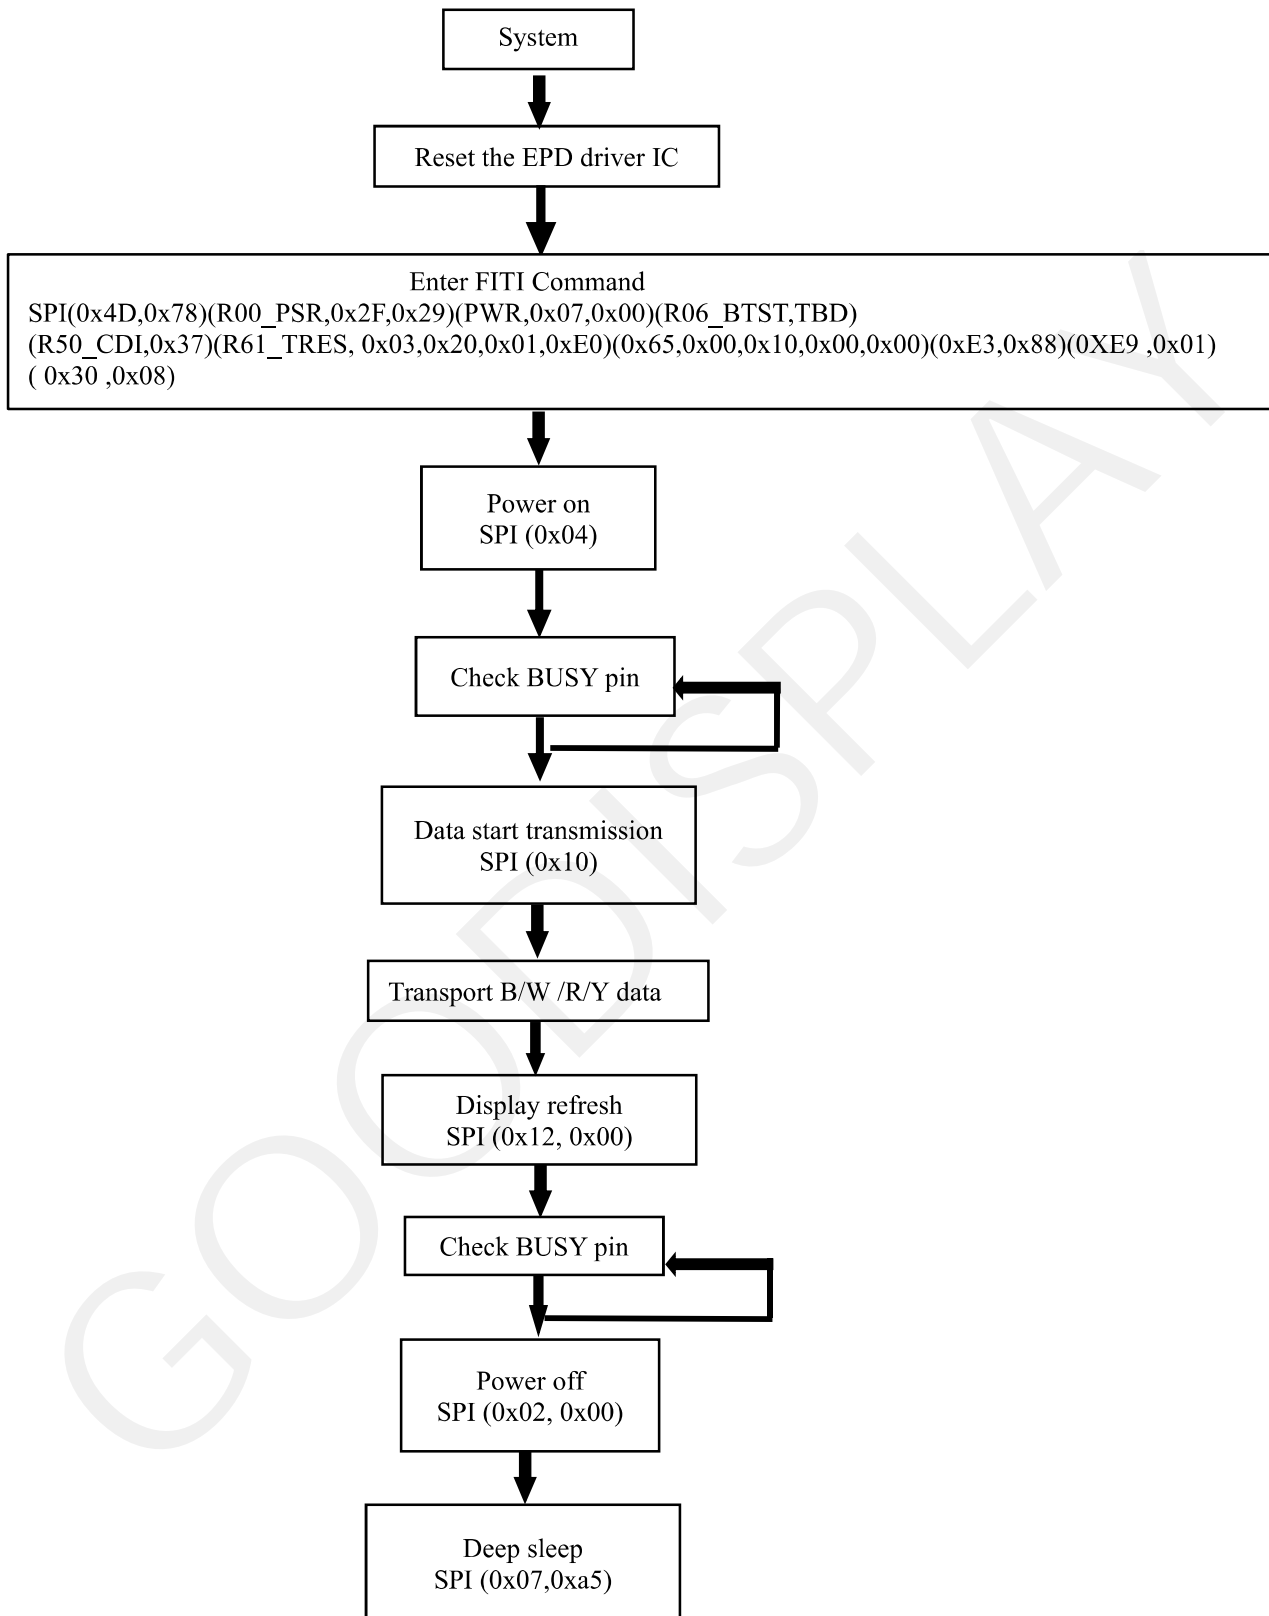 System
Reset the EPD driver IC
Enter FITI Command
SPI(0x4D,0x78)(R00_PSR,0x2F,0x29)(PWR,0x07,0x00)(R06_BTST,TBD)
(R50_CDI,0x37)(R61_TRES, 0x03,0x20,0x01,0xE0)(0x65,0x00,0x10,0x00,0x00)(0xE3,0x88)(0XE9 ,0x01)
( 0x30 ,0x08)
Power on
SPI (0x04)
Check BUSY pin
Data start transmission
SPI (0x10)
Transport B/W /R/Y data
Display refresh
SPI (0x12, 0x00)
Check BUSY pin
Power off
SPI (0x02, 0x00)
Deep sleep
SPI (0x07,0xa5)
GOODISPLAY